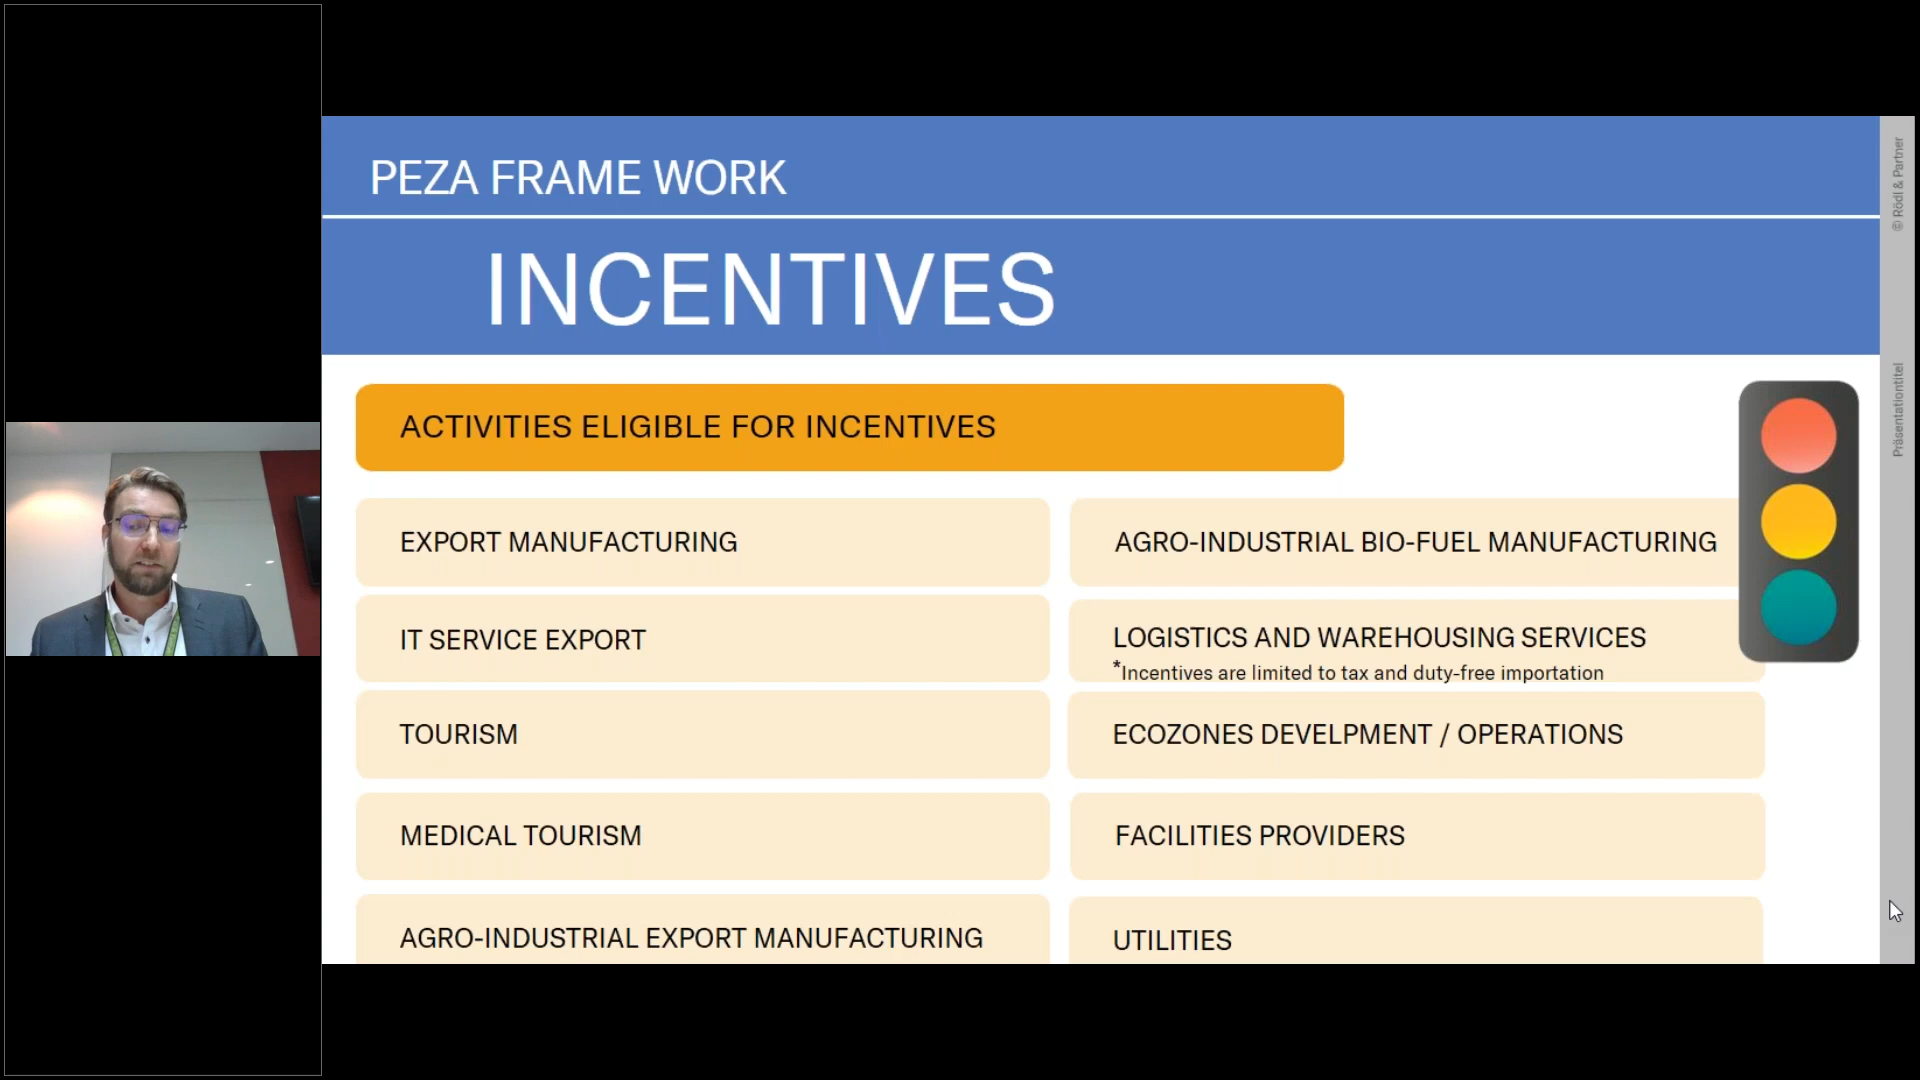 PEZA FRAME WORK
INCENTIVES
ACTIVITIES ELIGIBLE FOR INCENTIVES
EXPORT MANUFACTURING
IT SERVICE EXPORT
TOURISM
MEDICAL TOURISM
AGRO-INDUSTRIAL EXPORT MANUFACTURING
AGRO-INDUSTRIAL BIO-FUEL MANUFACTURING
LOGISTICS AND WAREHOUSING SERVICES
*Incentives are limited to tax and duty-free importation
ECOZONES DEVELPMENT / OPERATIONS
FACILITIES PROVIDERS
UTILITIES
© Rödl & Partner
Präsentationtitel